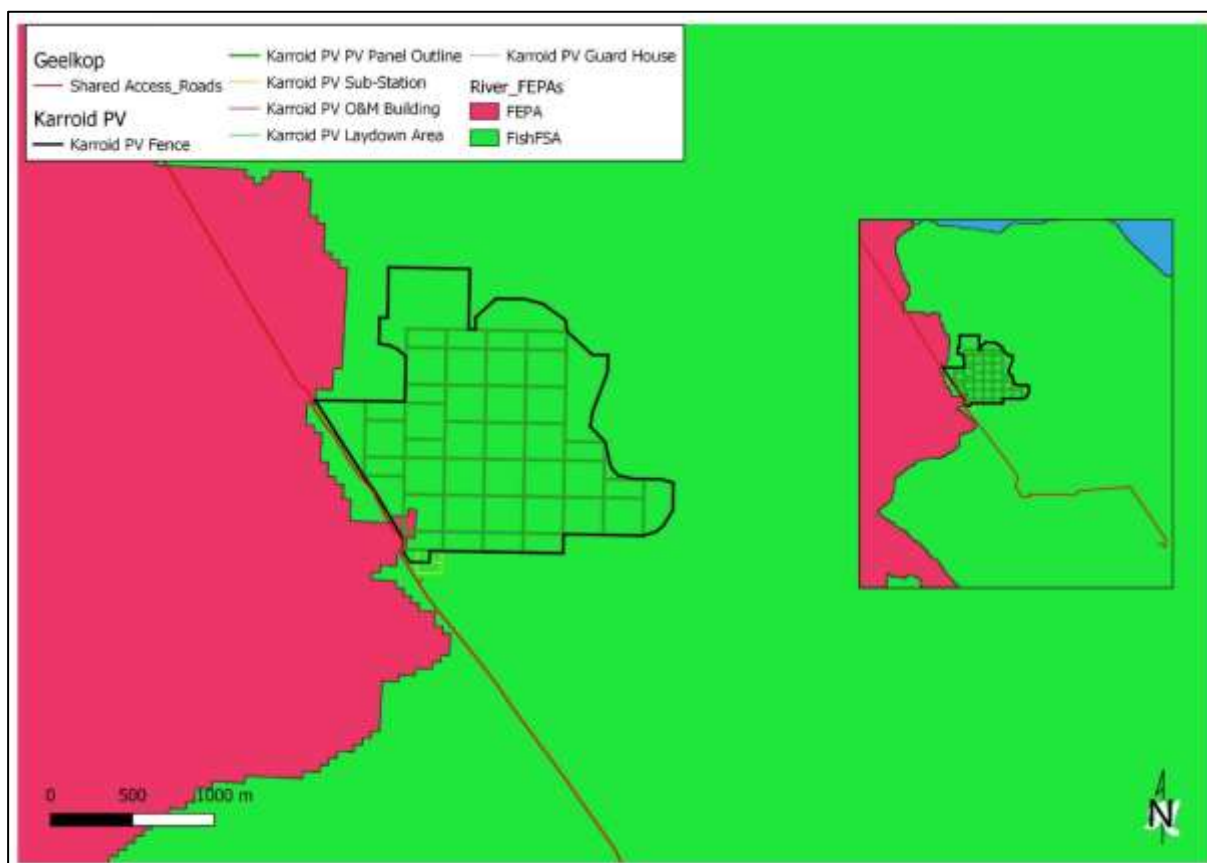 Geelkop
Shared Access_Roads
Karroid PV
Karroid PV Fence
Karroid PV PV Panel Outline
Karroid PV Sub-Station
Karroid PV O&M Building
Karroid PV Laydown Area
Karroid PV Guard House
River_FEPAs
FEPA
FishFSA
0 500 1000 m
N